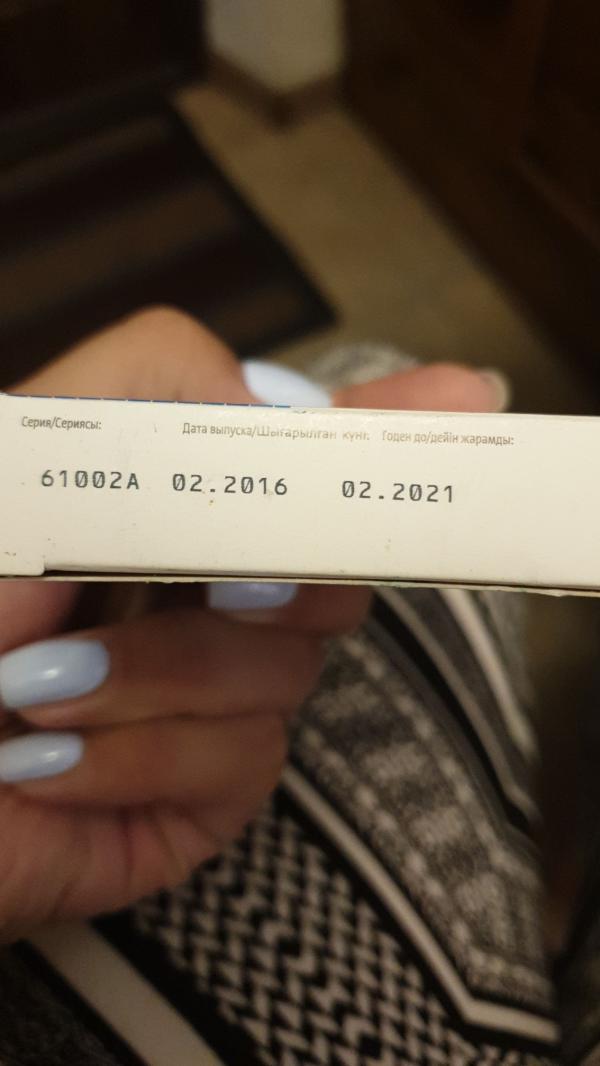 Серия/Сериясы: Дата выпуска/Шығарылған күні: Годен до/дейін жарамды:
61002A 02.2016 02.2021